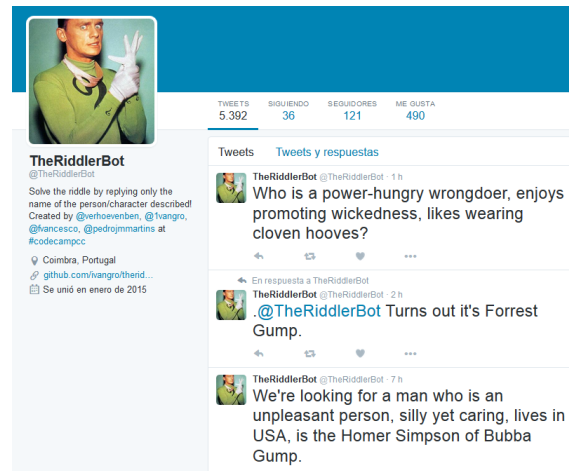 TWEETS SIGUIENDO SEGUIDORES ME GUSTA
5.392 36 121 490
TheRiddlerBot
@TheRiddlerBot
Solve the riddle by replying only the
name of the person/character described!
Created by @verhoevenben, @1vangro,
@fvancesco, @pedrojmmartins at
#codecampcc
Coimbra, Portugal
github.com/ivangro/therid...
Se unió en enero de 2015
Tweets Tweets y respuestas
TheRiddlerBot @TheRiddlerBot · 1 h
Who is a power-hungry wrongdoer, enjoys
promoting wickedness, likes wearing
cloven hooves?
En respuesta a TheRiddlerBot
TheRiddlerBot @TheRiddlerBot · 2 h
.@TheRiddlerBot Turns out it's Forrest
Gump.
TheRiddlerBot @TheRiddlerBot · 7 h
We're looking for a man who is an
unpleasant person, silly yet caring, lives in
USA, is the Homer Simpson of Bubba
Gump.